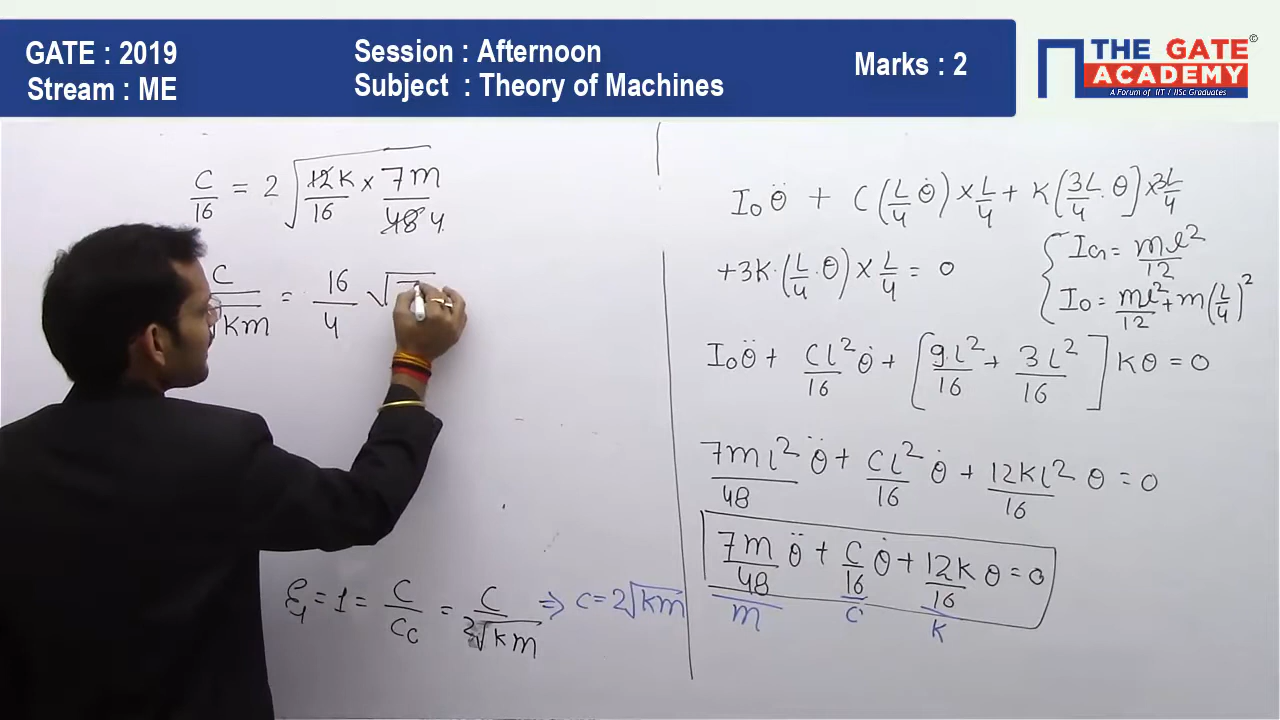 GATE : 2019
Stream : ME
Session : Afternoon
Subject : Theory of Machines
Marks : 2
THE GATE ACADEMY
©
A Forum of IIT / IISc Graduates
C/16 = 2 √(12K/16 × 7m/48 4)
C/√Km = 16/4 √
ξ = 1 = C/Cc = C/2√Km ⇒ C = 2√Km
I₀θ̈ + C(L/4 θ̇) × L/4 + K(3L/4 · θ] × 3L/4
+3K·(L/4 · θ) × L/4 = 0
IG = ml²/12
I₀ = ml²/12 + m(L/4)²
I₀θ̈ + Cl²/16 θ̇ + [9l²/16 + 3l²/16] Kθ = 0
7ml²/48 θ̈ + Cl²/16 θ̇ + 12Kl²/16 θ = 0
7m/48 θ̈ + C/16 θ̇ + 12K/16 θ = 0
m C K